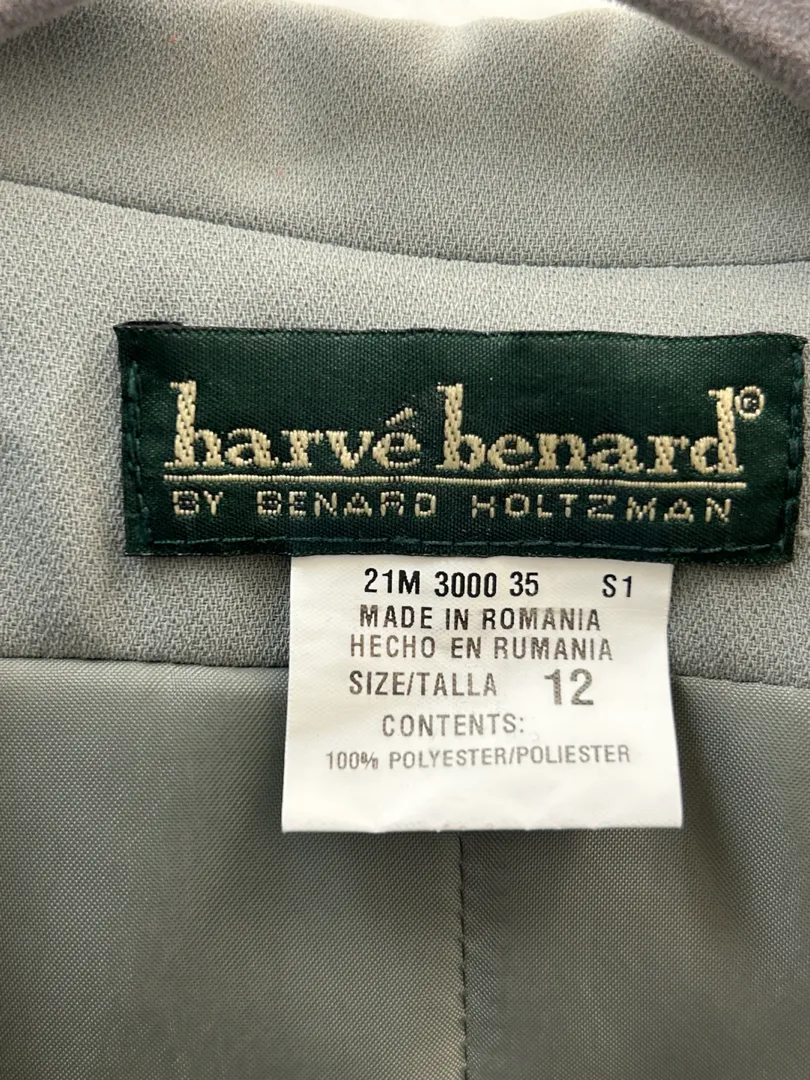 harvé benard®
BY BENARD HOLTZMAN
21M 3000 35 S1
MADE IN ROMANIA
HECHO EN RUMANIA
SIZE/TALLA 12
CONTENTS:
100% POLYESTER/POLIESTER